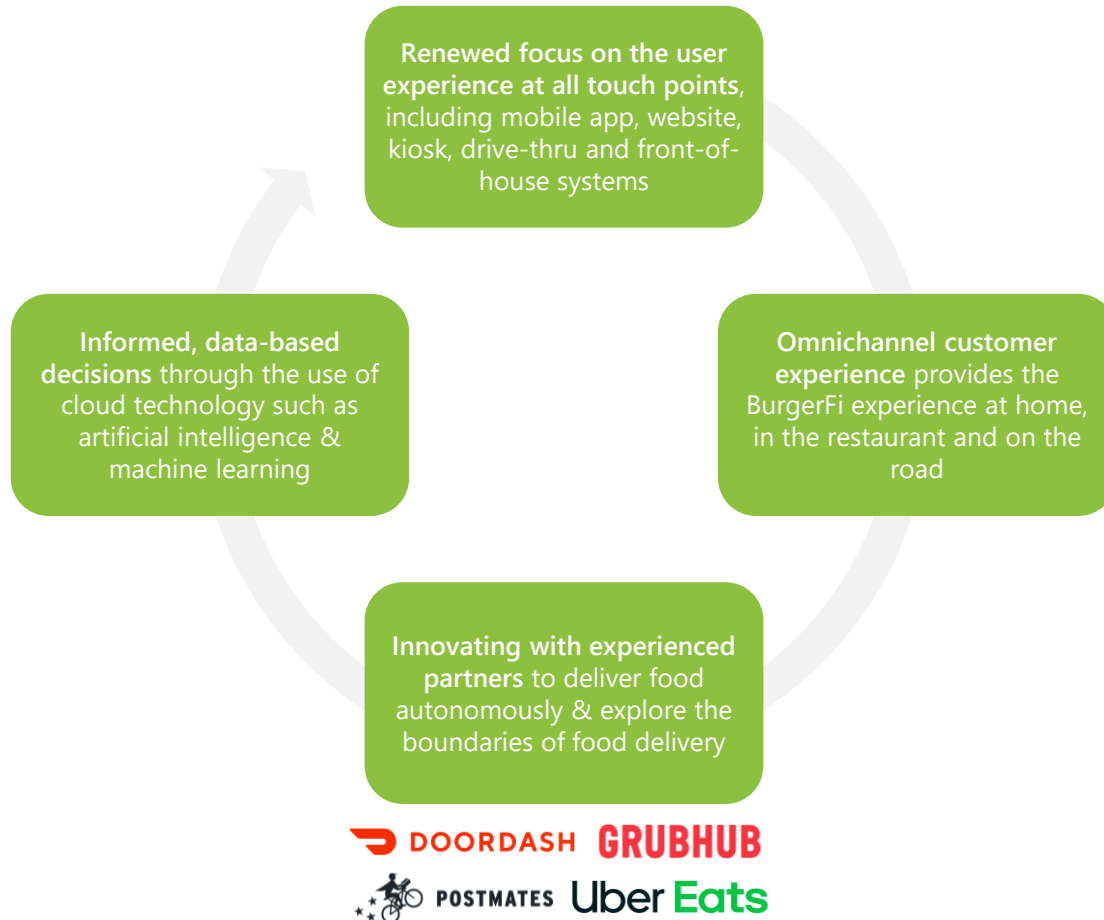 Renewed focus on the user
experience at all touch points,
including mobile app, website,
kiosk, drive-thru and front-of-
house systems
Informed, data-based
decisions through the use of
cloud technology such as
artificial intelligence &
machine learning
Omnichannel customer
experience provides the
BurgerFi experience at home,
in the restaurant and on the
road
Innovating with experienced
partners to deliver food
autonomously & explore the
boundaries of food delivery
DOORDASH GRUBHUB
POSTMATES Uber Eats